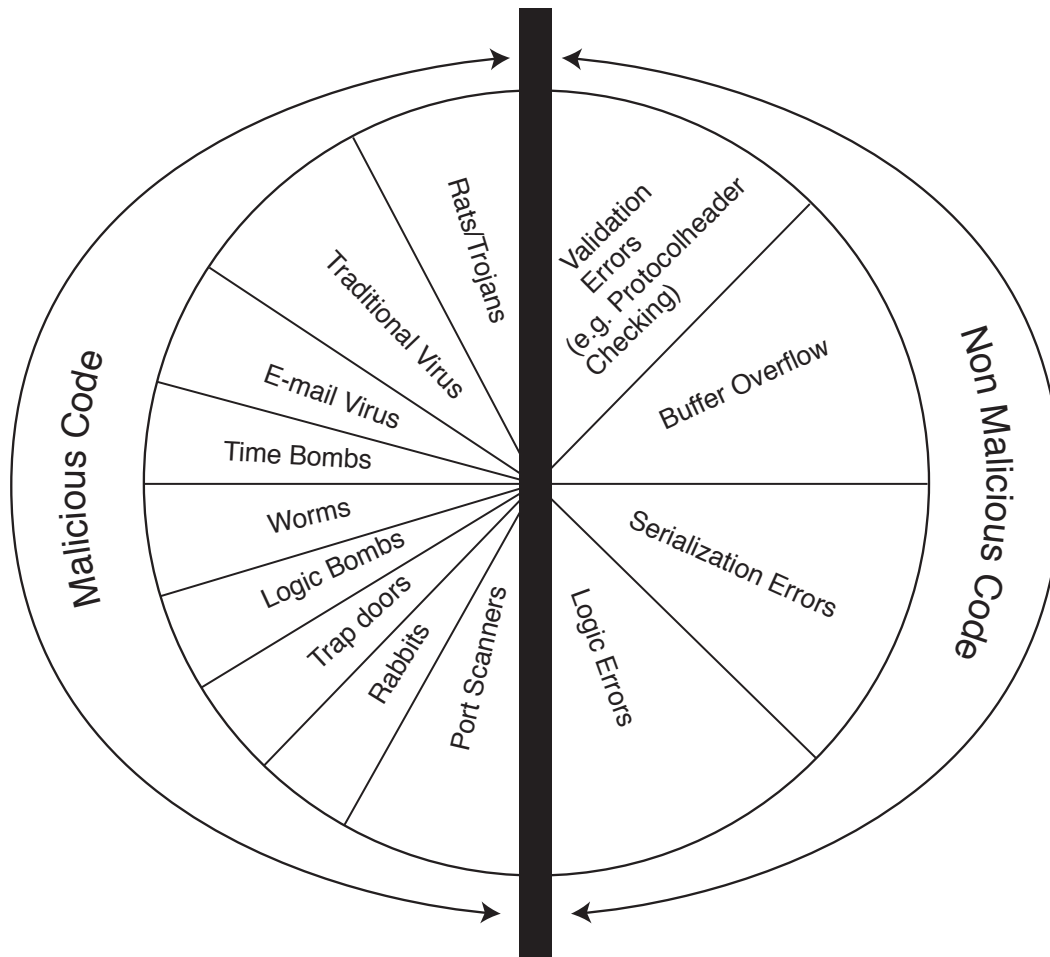 Malicious Code
Rats/Trojans
Traditional Virus
E-mail Virus
Time Bombs
Worms
Logic Bombs
Trap doors
Rabbits
Port Scanners
Validation
Errors
(e.g. Protocolheader
Checking)
Buffer Overflow
Serialization Errors
Logic Errors
Non Malicious Code